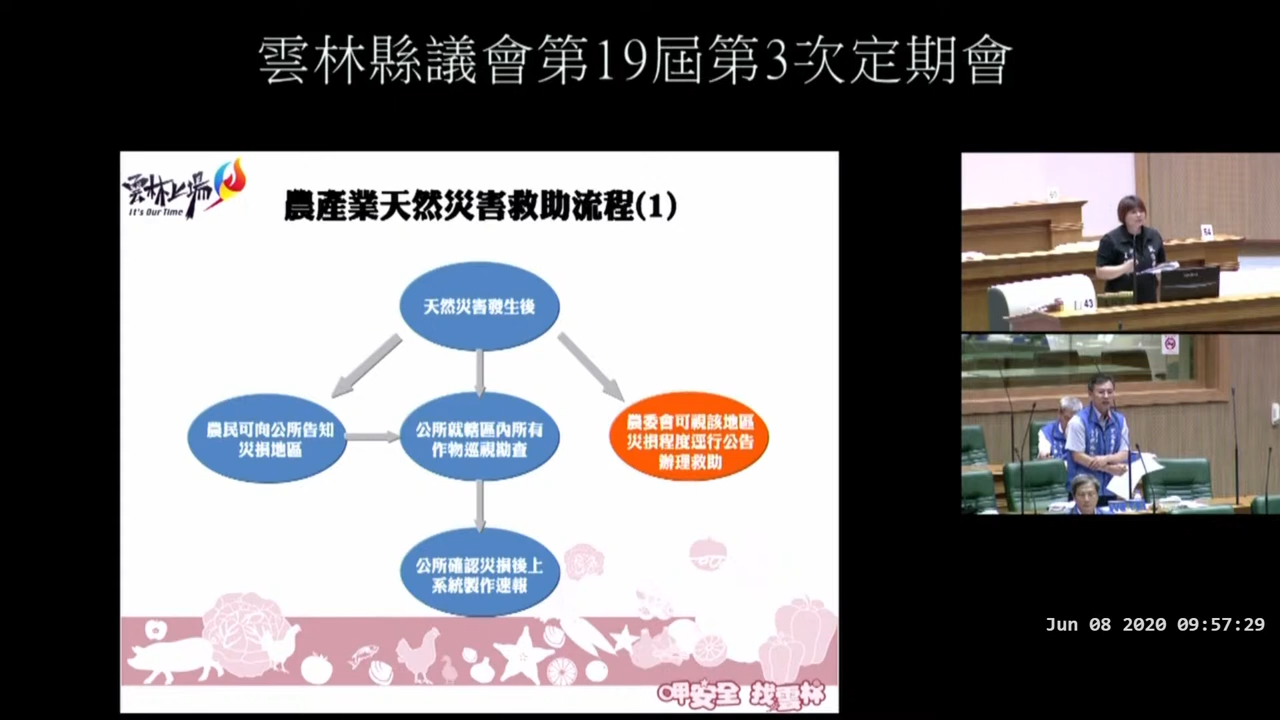 雲林縣議會第19屆第3次定期會
雲林上場
It's Our Time
農產業天然災害救助流程(1)
天然災害發生後
農民可向公所告知
災損地區
公所就轄區內所有
作物巡視勘查
農委會可視該地區
災損程度逕行公告
辦理救助
公所確認災損後上
系統製作速報
呷安全 找雲林
54
43
Jun 08 2020 09:57:29